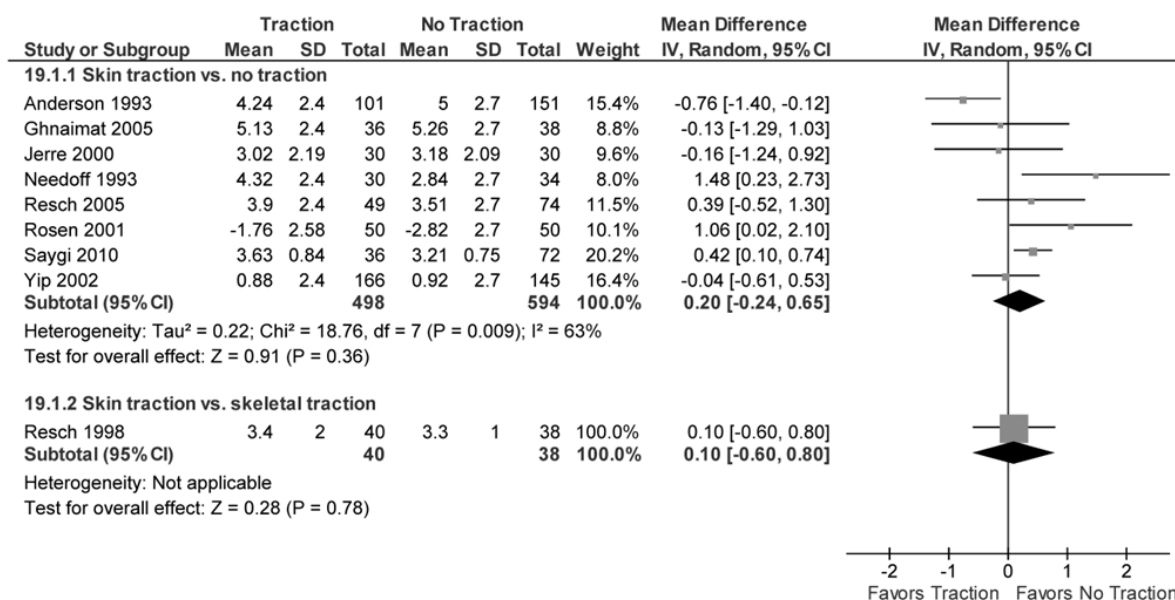 Traction No Traction Mean Difference Mean Difference
Study or Subgroup Mean SD Total Mean SD Total Weight IV, Random, 95% CI IV, Random, 95% CI
19.1.1 Skin traction vs. no traction
Anderson 1993 4.24 2.4 101 5 2.7 151 15.4% -0.76 [-1.40, -0.12]
Ghnaimat 2005 5.13 2.4 36 5.26 2.7 38 8.8% -0.13 [-1.29, 1.03]
Jerre 2000 3.02 2.19 30 3.18 2.09 30 9.6% -0.16 [-1.24, 0.92]
Needoff 1993 4.32 2.4 30 2.84 2.7 34 8.0% 1.48 [0.23, 2.73]
Resch 2005 3.9 2.4 49 3.51 2.7 74 11.5% 0.39 [-0.52, 1.30]
Rosen 2001 -1.76 2.58 50 -2.82 2.7 50 10.1% 1.06 [0.02, 2.10]
Saygi 2010 3.63 0.84 36 3.21 0.75 72 20.2% 0.42 [0.10, 0.74]
Yip 2002 0.88 2.4 166 0.92 2.7 145 16.4% -0.04 [-0.61, 0.53]
Subtotal (95% CI) 498 594 100.0% 0.20 [-0.24, 0.65]
Heterogeneity: Tau² = 0.22; Chi² = 18.76, df = 7 (P = 0.009); I² = 63%
Test for overall effect: Z = 0.91 (P = 0.36)
19.1.2 Skin traction vs. skeletal traction
Resch 1998 3.4 2 40 3.3 1 38 100.0% 0.10 [-0.60, 0.80]
Subtotal (95% CI) 40 38 100.0% 0.10 [-0.60, 0.80]
Heterogeneity: Not applicable
Test for overall effect: Z = 0.28 (P = 0.78)
-2 -1 0 1 2
Favors Traction Favors No Traction